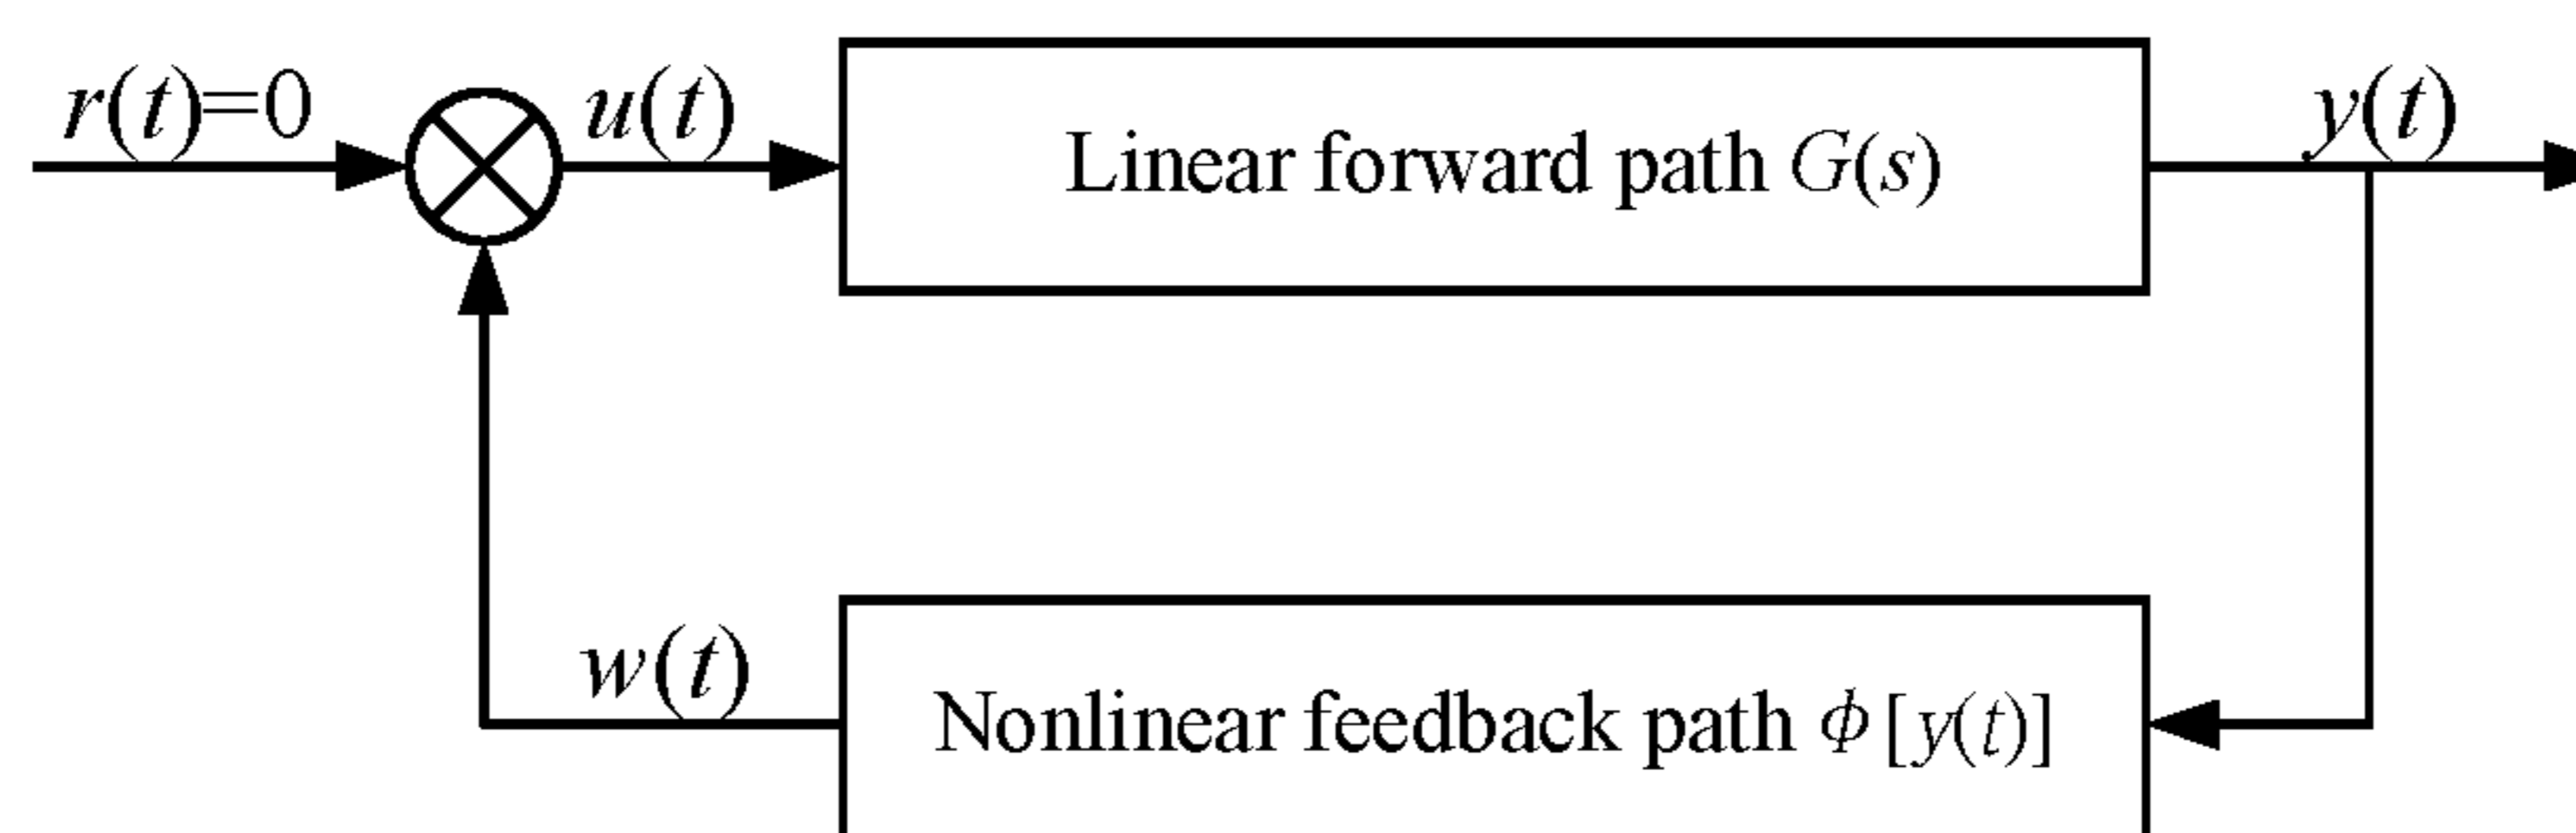 r(t)=0
u(t)
Linear forward path G(s)
y(t)
w(t)
Nonlinear feedback path ϕ[y(t)]